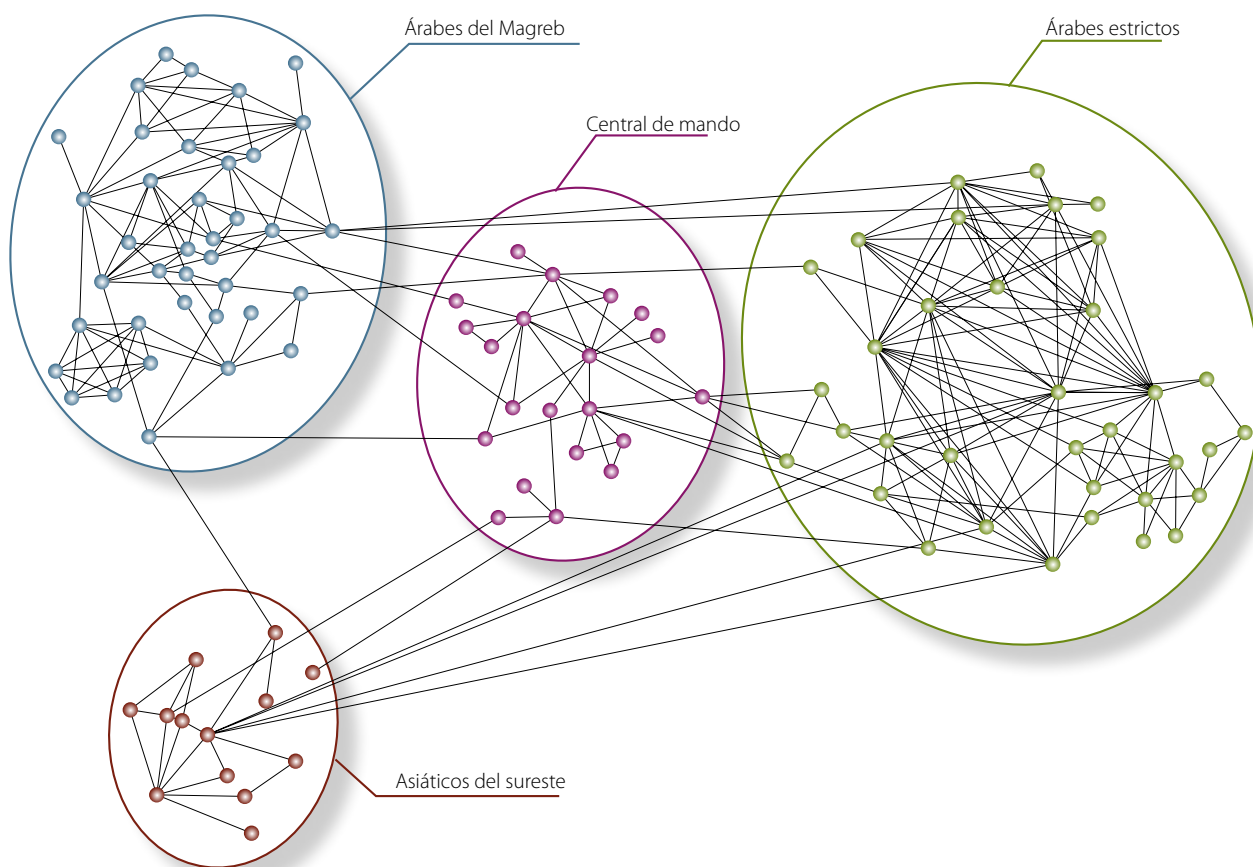 Árabes del Magreb
Árabes estrictos
Central de mando
Asiáticos del sureste